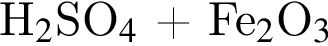 H₂SO₄ + Fe₂O₃